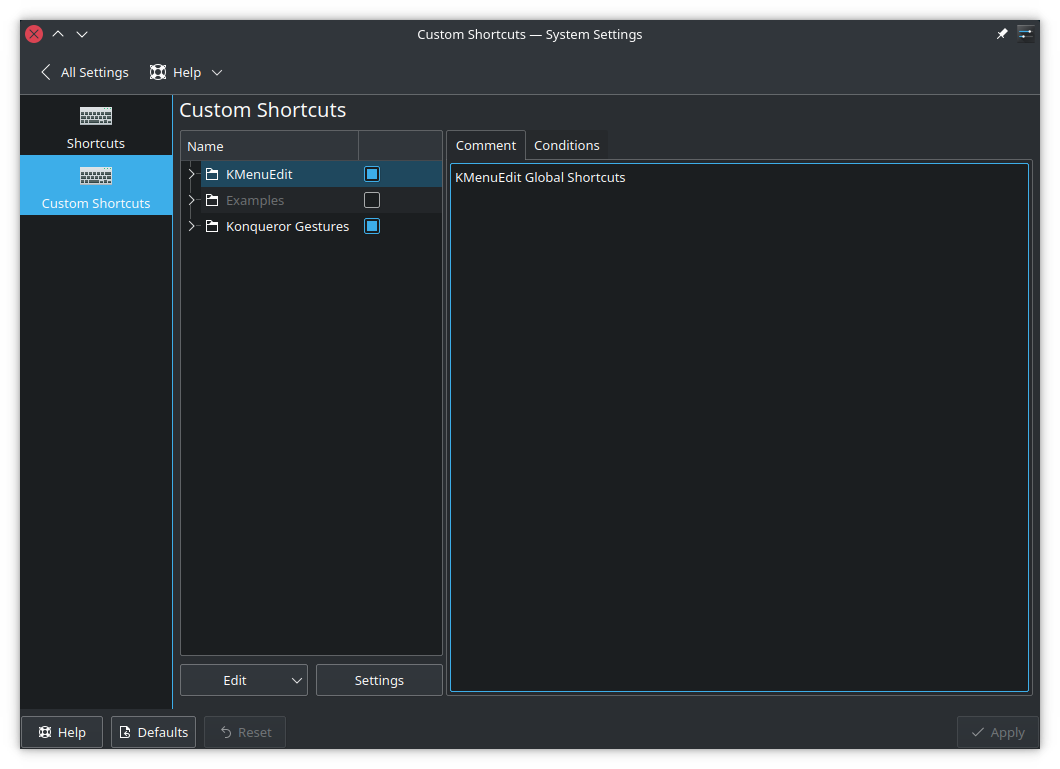 Custom Shortcuts — System Settings
All Settings
Help
Shortcuts
Custom Shortcuts
Custom Shortcuts
Name
KMenuEdit
Examples
Konqueror Gestures
Edit
Settings
Comment
Conditions
KMenuEdit Global Shortcuts
Help
Defaults
Reset
Apply